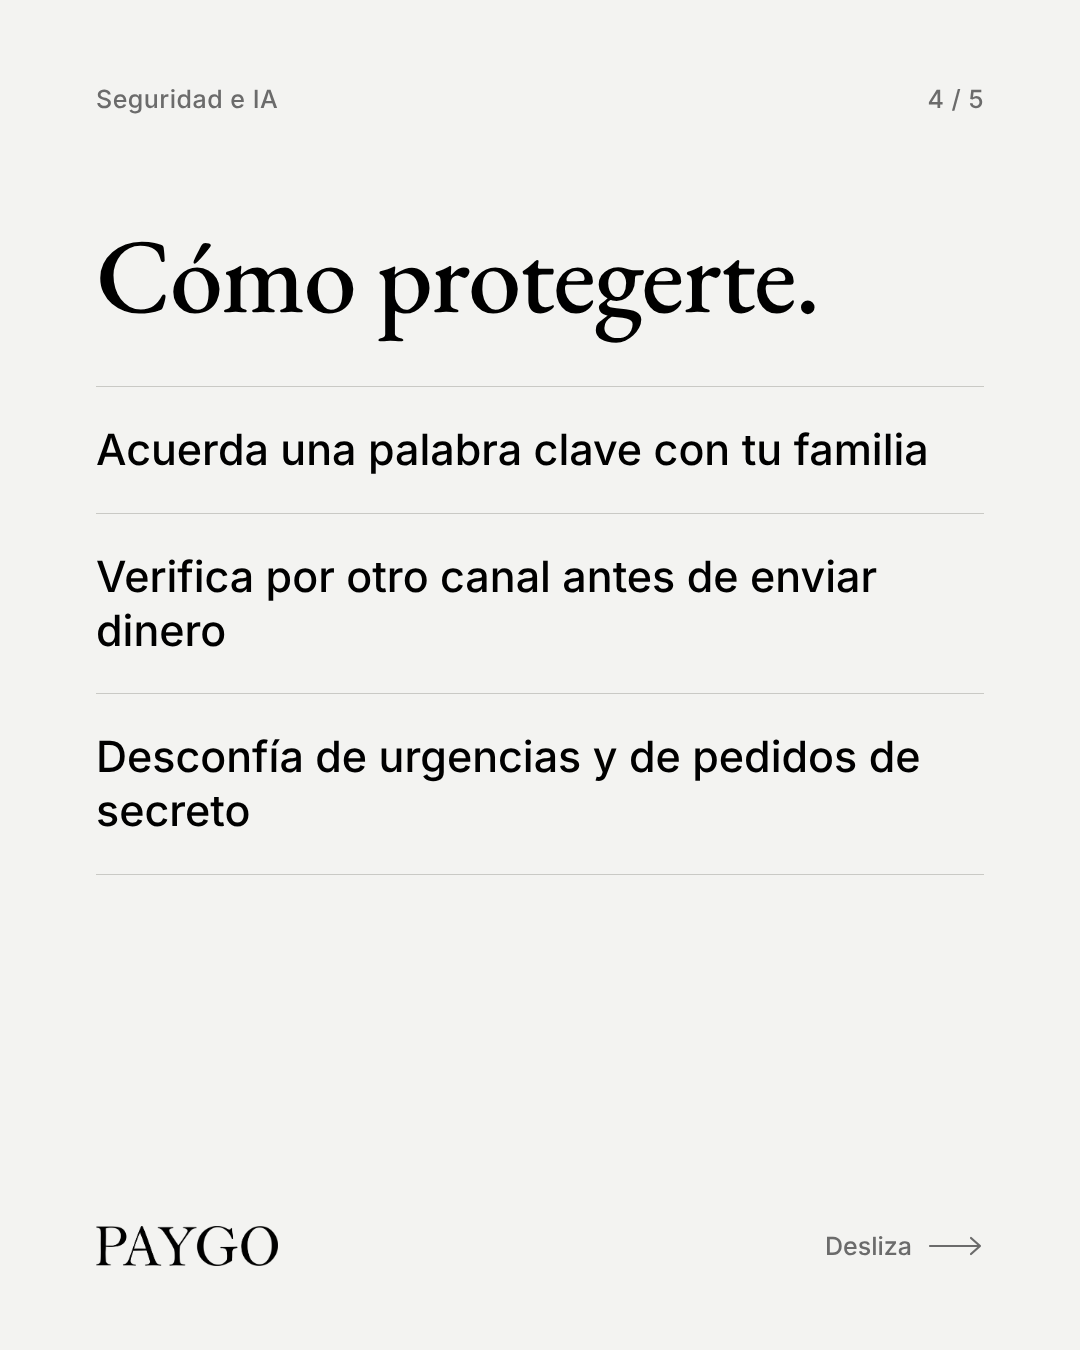 Seguridad e IA
4 / 5
Cómo protegerte.
Acuerda una palabra clave con tu familia
Verifica por otro canal antes de enviar
dinero
Desconfía de urgencias y de pedidos de
secreto
PAYGO
Desliza